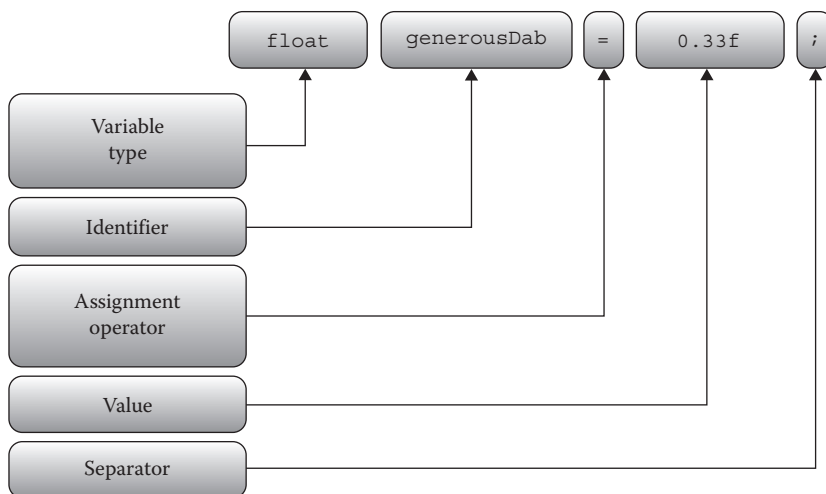 float generousDab = 0.33f ;
Variable
type
Identifier
Assignment
operator
Value
Separator